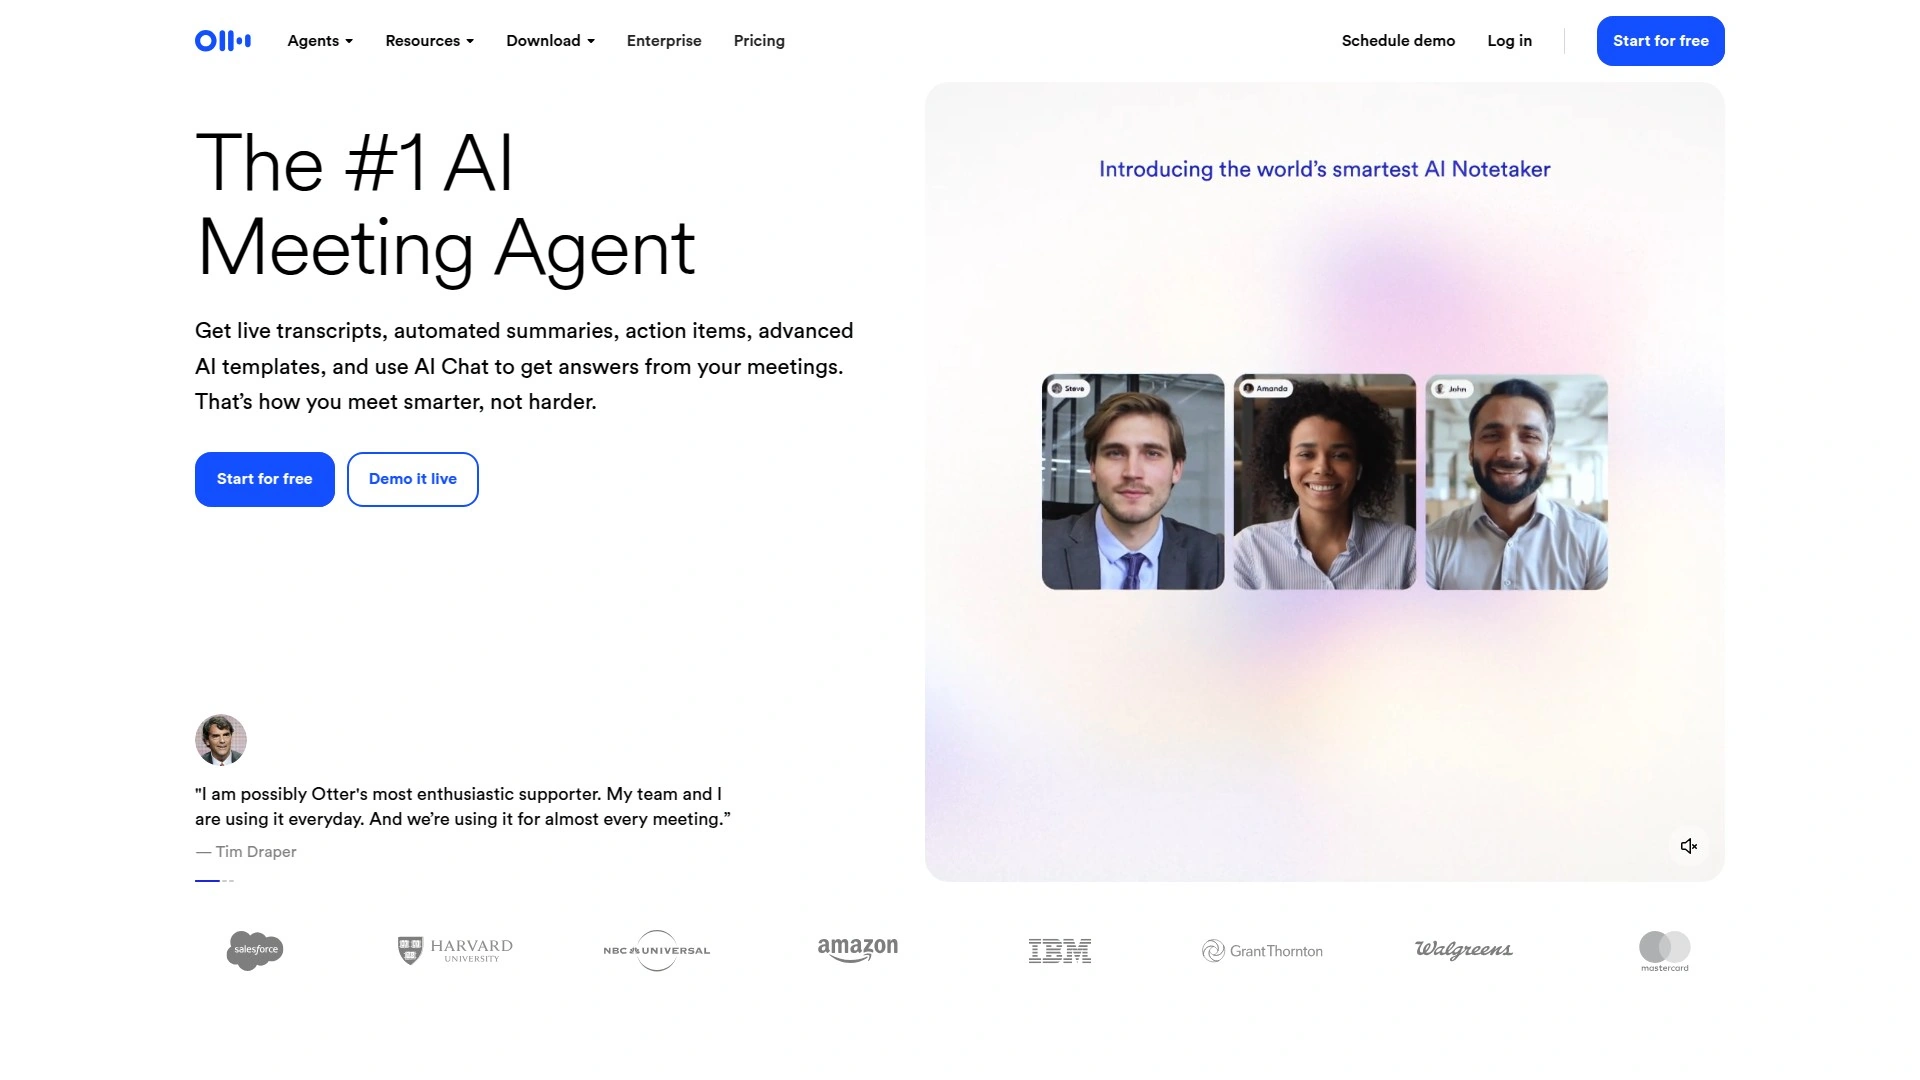 Agents
Resources
Download
Enterprise
Pricing
Schedule demo
Log in
Start for free
The #1 AI
Meeting Agent
Get live transcripts, automated summaries, action items, advanced
AI templates, and use AI Chat to get answers from your meetings.
That’s how you meet smarter, not harder.
Start for free
Demo it live
"I am possibly Otter's most enthusiastic supporter. My team and I
are using it everyday. And we’re using it for almost every meeting.”
— Tim Draper
Introducing the world’s smartest AI Notetaker
Steve
Amanda
John
salesforce
HARVARD
UNIVERSITY
NBC UNIVERSAL
amazon
IBM
GrantThornton
Walgreens
mastercard